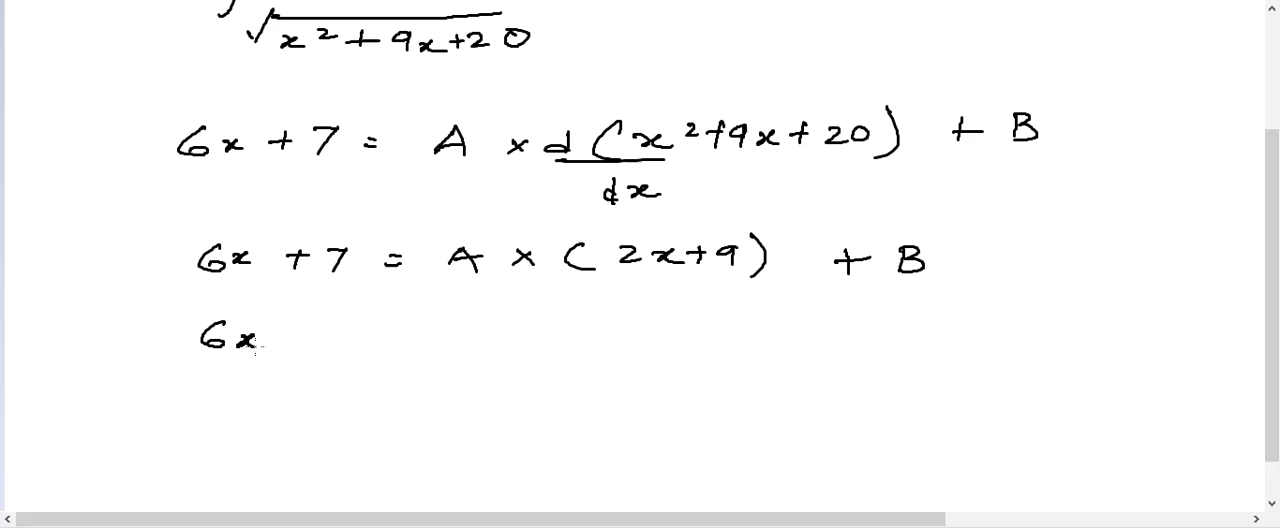 √(x² + 9x + 20)
6x + 7 = A × d(x² + 9x + 20)/dx + B
6x + 7 = A × (2x + 9) + B
6x